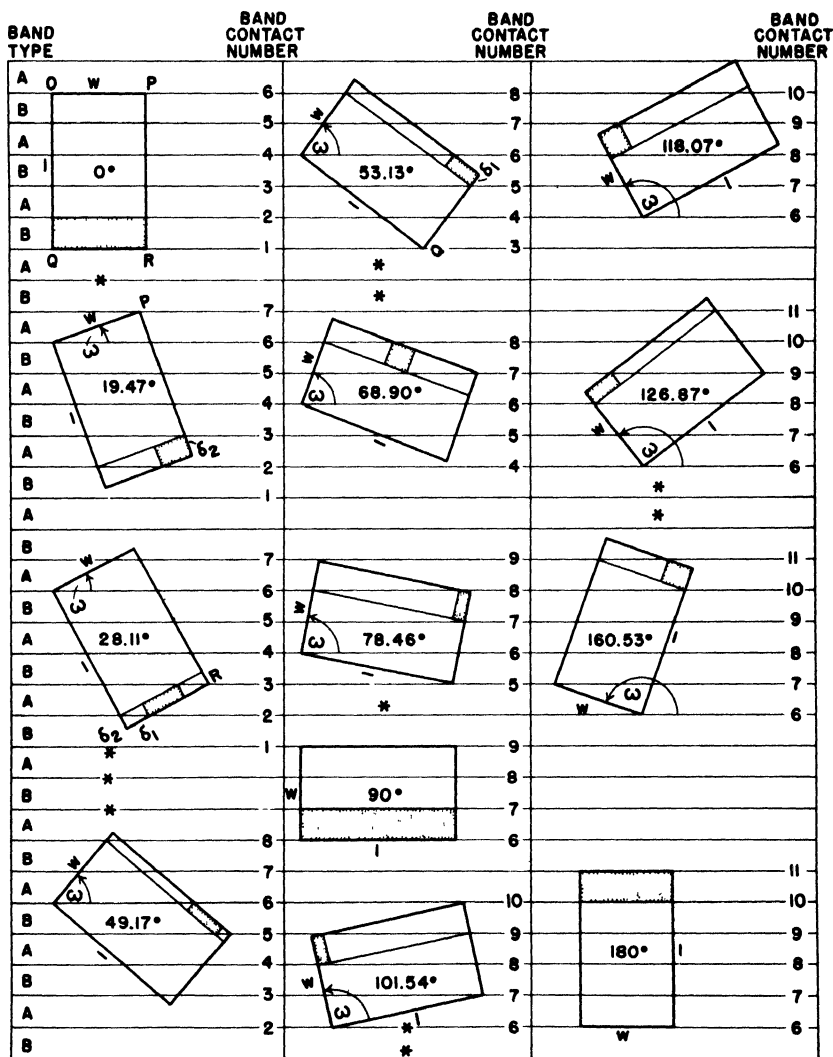 BAND TYPE
BAND CONTACT NUMBER
BAND CONTACT NUMBER
BAND CONTACT NUMBER
A O W P
6 8 10
B W
5 7 9
A ω 118.07°
4 6 8
B l 0° 53.13° δ1
3 5 W 7
A l ω l
2 4 6
B
1 Q R Q 3
A * *
*
B * P
7 W 11
A -ω
6 8 10
B W
5 7 9
A 19.47° ω 68.90° 126.87°
4 6 8
B l l W l
3 5 ω 7
A δ2
2 4 6
B *
1
A *
B W
7 9 11
A -ω
6 8 10
B W
5 7 9
A 28.11° ω 78.46° 160.53° l
4 6 8
B l l
3 R 5 7
A * W ω
2 6
B δ2 δ1
1 9
A *
* 8
B * W 90°
* 7
A
8 6
B W l
7 11
A ω
6 10 10
B 49.17°
5 9 9
A l W 101.54° 180° l
4 8 8
B ω
3 7 7
A l
2 * 6 6
B * W